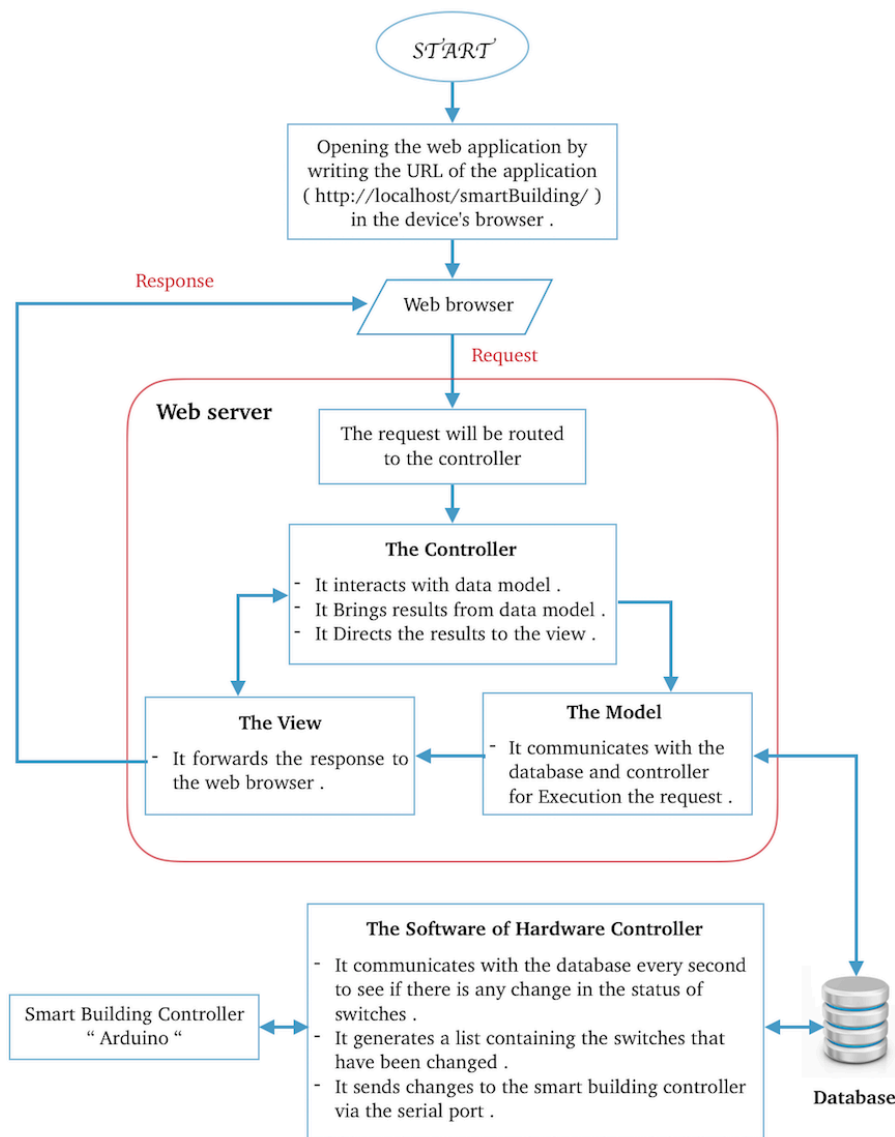 START
Opening the web application by
writing the URL of the application
( http://localhost/smartBuilding/ )
in the device's browser .
Response
Web browser
Request
Web server
The request will be routed
to the controller
The Controller
- It interacts with data model .
- It Brings results from data model .
- It Directs the results to the view .
The View
- It forwards the response to
the web browser .
The Model
- It communicates with the
database and controller
for Execution the request .
The Software of Hardware Controller
- It communicates with the database every second
to see if there is any change in the status of
switches .
- It generates a list containing the switches that
have been changed .
- It sends changes to the smart building controller
via the serial port .
Smart Building Controller
“ Arduino “
Database